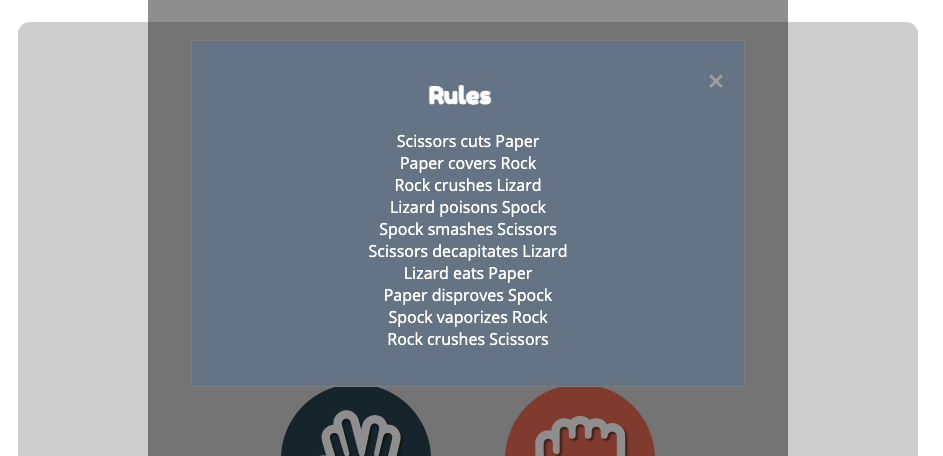 Rules
×
Scissors cuts Paper
Paper covers Rock
Rock crushes Lizard
Lizard poisons Spock
Spock smashes Scissors
Scissors decapitates Lizard
Lizard eats Paper
Paper disproves Spock
Spock vaporizes Rock
Rock crushes Scissors